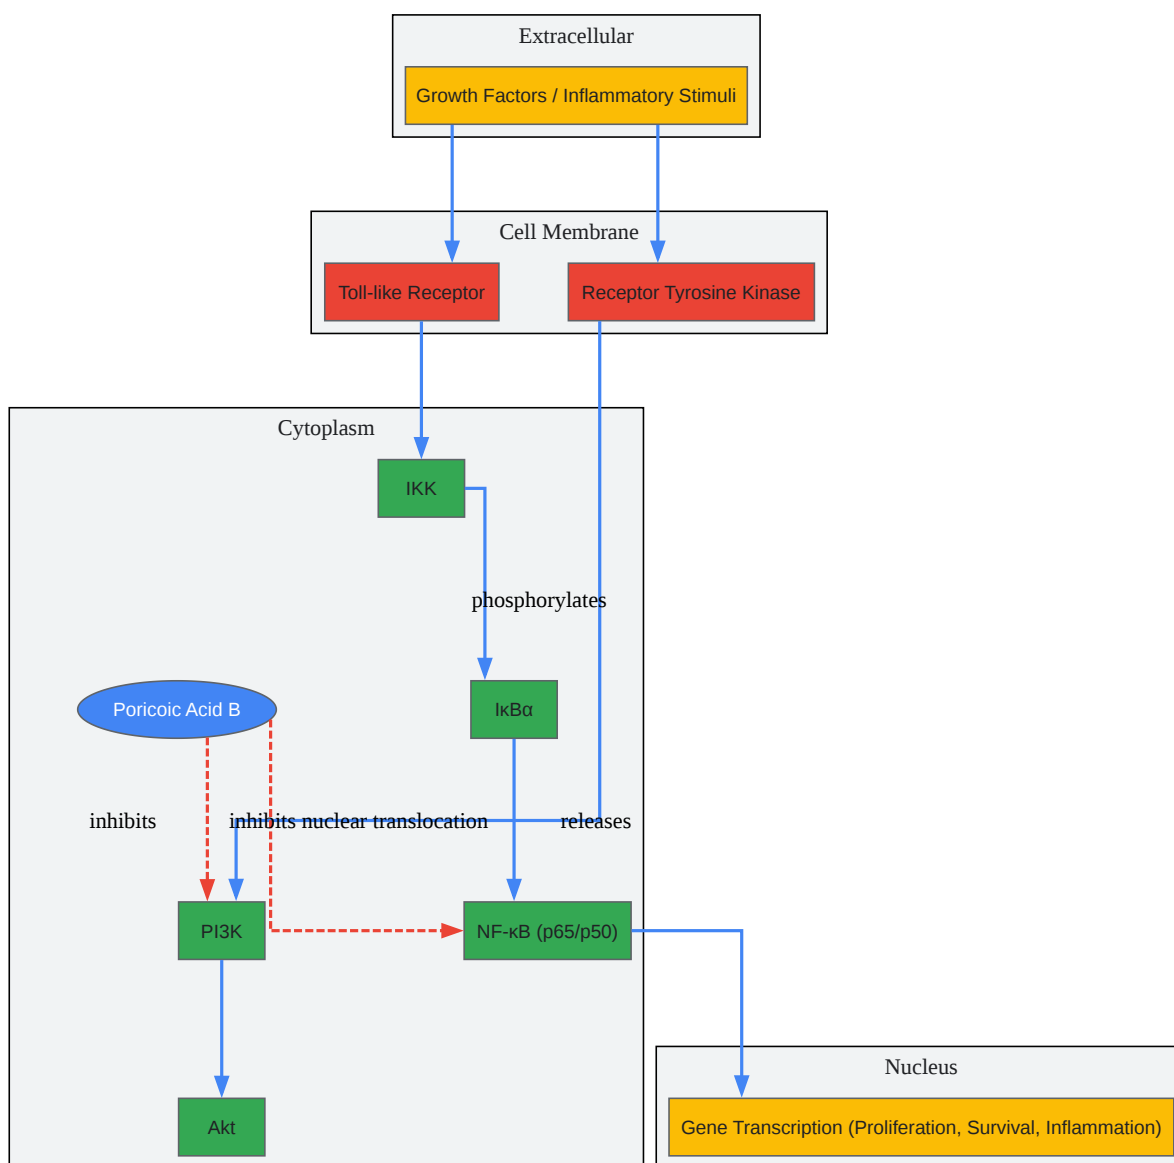 Extracellular
Growth Factors / Inflammatory Stimuli
Cell Membrane
Toll-like Receptor
Receptor Tyrosine Kinase
Cytoplasm
IKK
phosphorylates
Poricoic Acid B
IκBα
inhibits
inhibits nuclear translocation
releases
PI3K
NF-κB (p65/p50)
Nucleus
Akt
Gene Transcription (Proliferation, Survival, Inflammation)